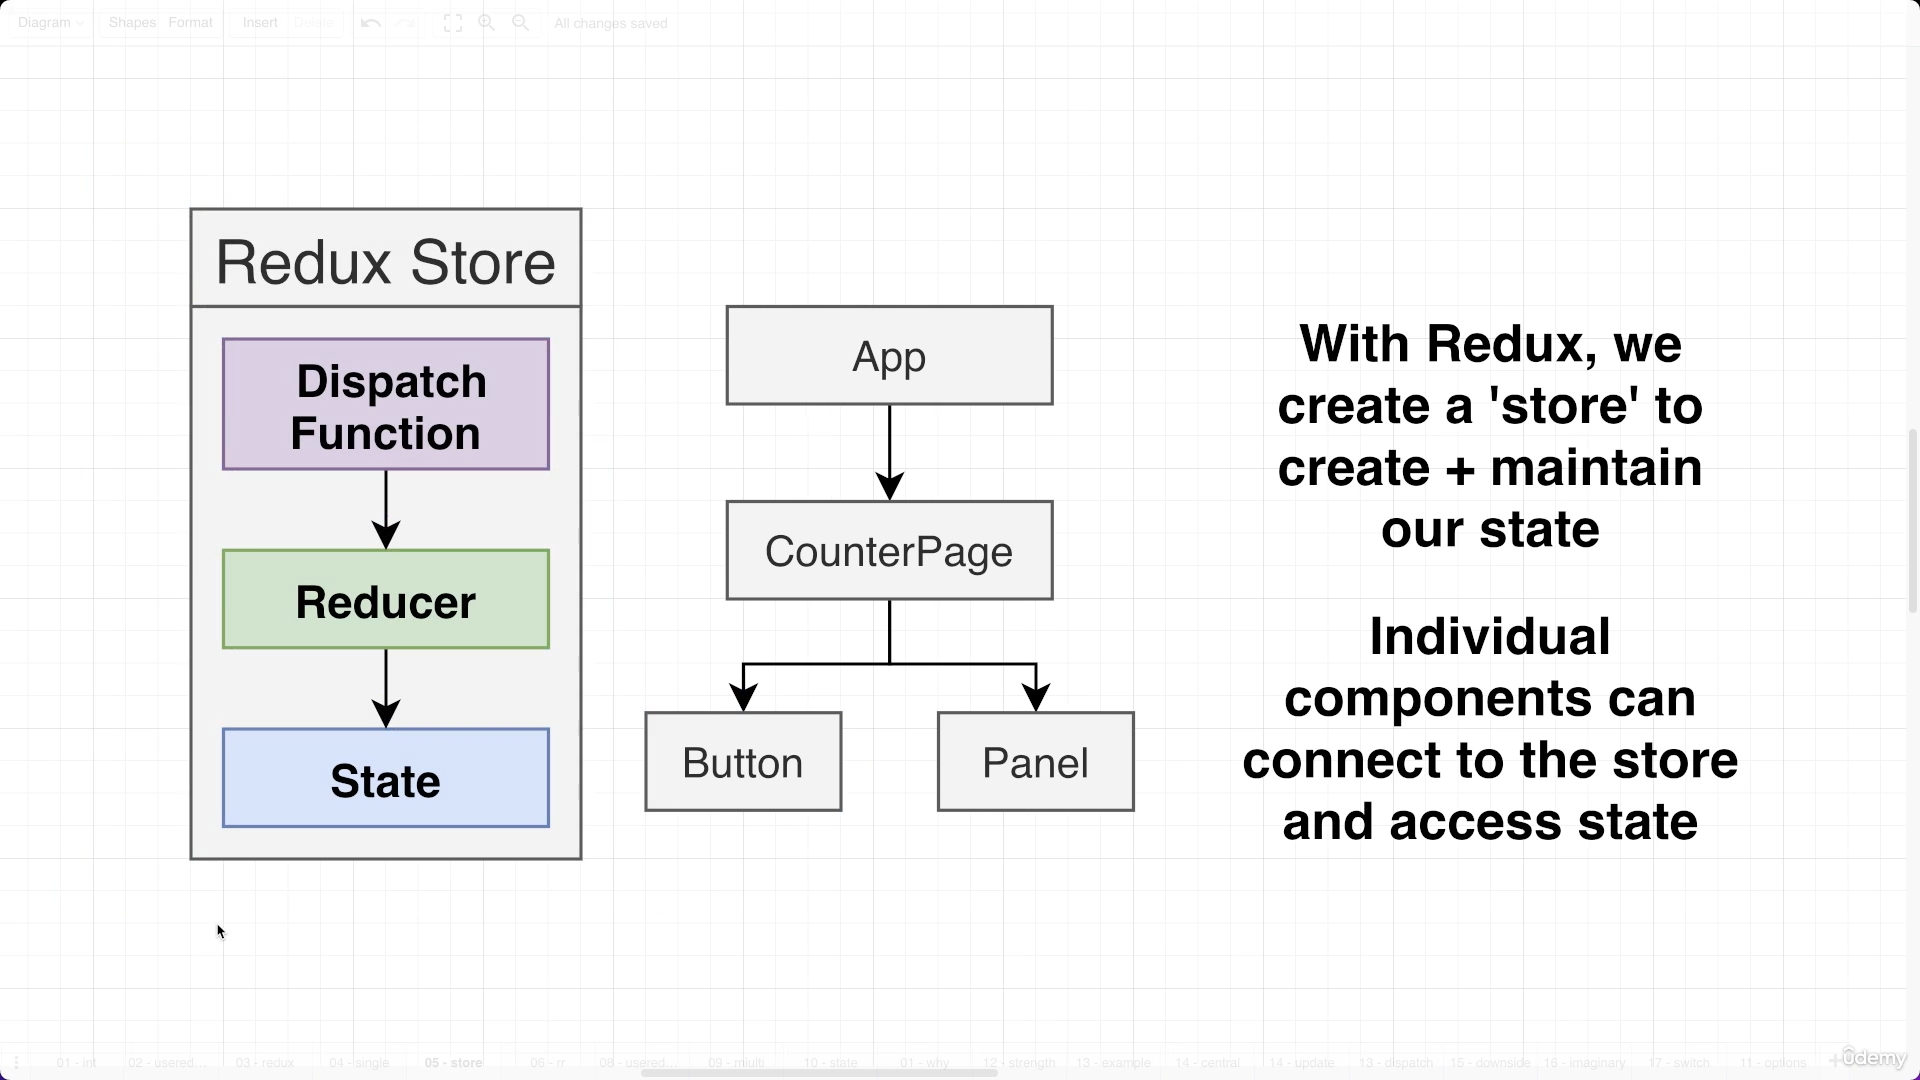 Diagram Shapes Format Insert Delete All changes saved
Redux Store
Dispatch
Function
Reducer
State
App
CounterPage
Button
Panel
With Redux, we
create a 'store' to
create + maintain
our state
Individual
components can
connect to the store
and access state
01 - int 02 - usered... 03 - redux 04 - single 05 - store 06 - rr 08 - usered... 09 - multi 10 - state 01 - why 12 - strength 13 - example 14 - central 14 - update 13 - dispatch 15 - downside 16 - imaginary 17 - switch 11 - options
ûdemy